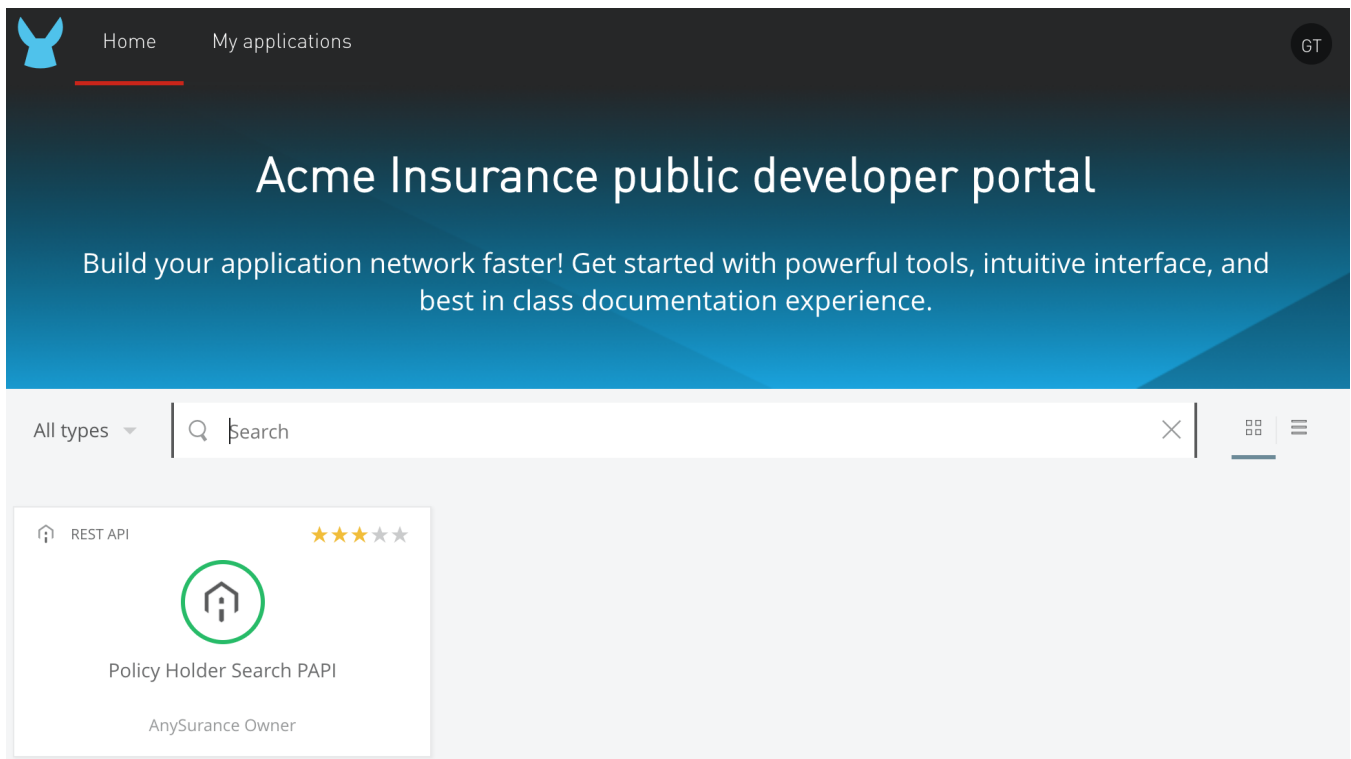 Home
My applications
GT
Acme Insurance public developer portal
Build your application network faster! Get started with powerful tools, intuitive interface, and
best in class documentation experience.
All types
Search
REST API
Policy Holder Search PAPI
AnySurance Owner